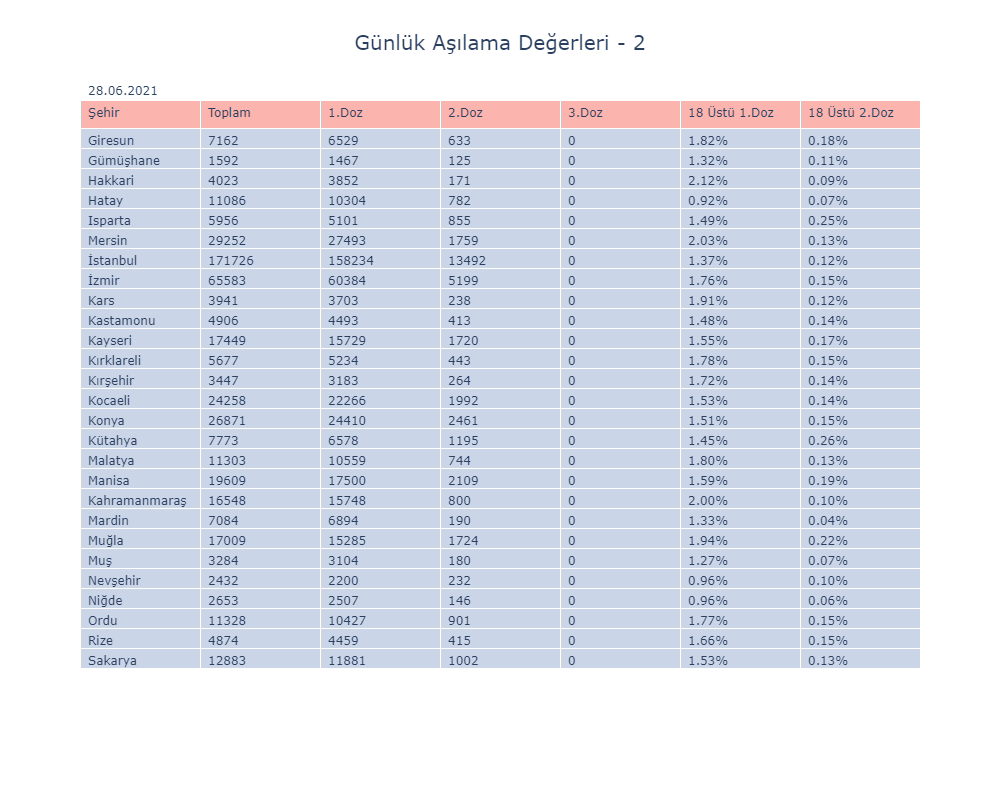 Günlük Aşılama Değerleri - 2
28.06.2021
Şehir Toplam 1.Doz 2.Doz 3.Doz 18 Üstü 1.Doz 18 Üstü 2.Doz
Giresun 7162 6529 633 0 1.82% 0.18%
Gümüşhane 1592 1467 125 0 1.32% 0.11%
Hakkari 4023 3852 171 0 2.12% 0.09%
Hatay 11086 10304 782 0 0.92% 0.07%
Isparta 5956 5101 855 0 1.49% 0.25%
Mersin 29252 27493 1759 0 2.03% 0.13%
İstanbul 171726 158234 13492 0 1.37% 0.12%
İzmir 65583 60384 5199 0 1.76% 0.15%
Kars 3941 3703 238 0 1.91% 0.12%
Kastamonu 4906 4493 413 0 1.48% 0.14%
Kayseri 17449 15729 1720 0 1.55% 0.17%
Kırklareli 5677 5234 443 0 1.78% 0.15%
Kırşehir 3447 3183 264 0 1.72% 0.14%
Kocaeli 24258 22266 1992 0 1.53% 0.14%
Konya 26871 24410 2461 0 1.51% 0.15%
Kütahya 7773 6578 1195 0 1.45% 0.26%
Malatya 11303 10559 744 0 1.80% 0.13%
Manisa 19609 17500 2109 0 1.59% 0.19%
Kahramanmaraş 16548 15748 800 0 2.00% 0.10%
Mardin 7084 6894 190 0 1.33% 0.04%
Muğla 17009 15285 1724 0 1.94% 0.22%
Muş 3284 3104 180 0 1.27% 0.07%
Nevşehir 2432 2200 232 0 0.96% 0.10%
Niğde 2653 2507 146 0 0.96% 0.06%
Ordu 11328 10427 901 0 1.77% 0.15%
Rize 4874 4459 415 0 1.66% 0.15%
Sakarya 12883 11881 1002 0 1.53% 0.13%